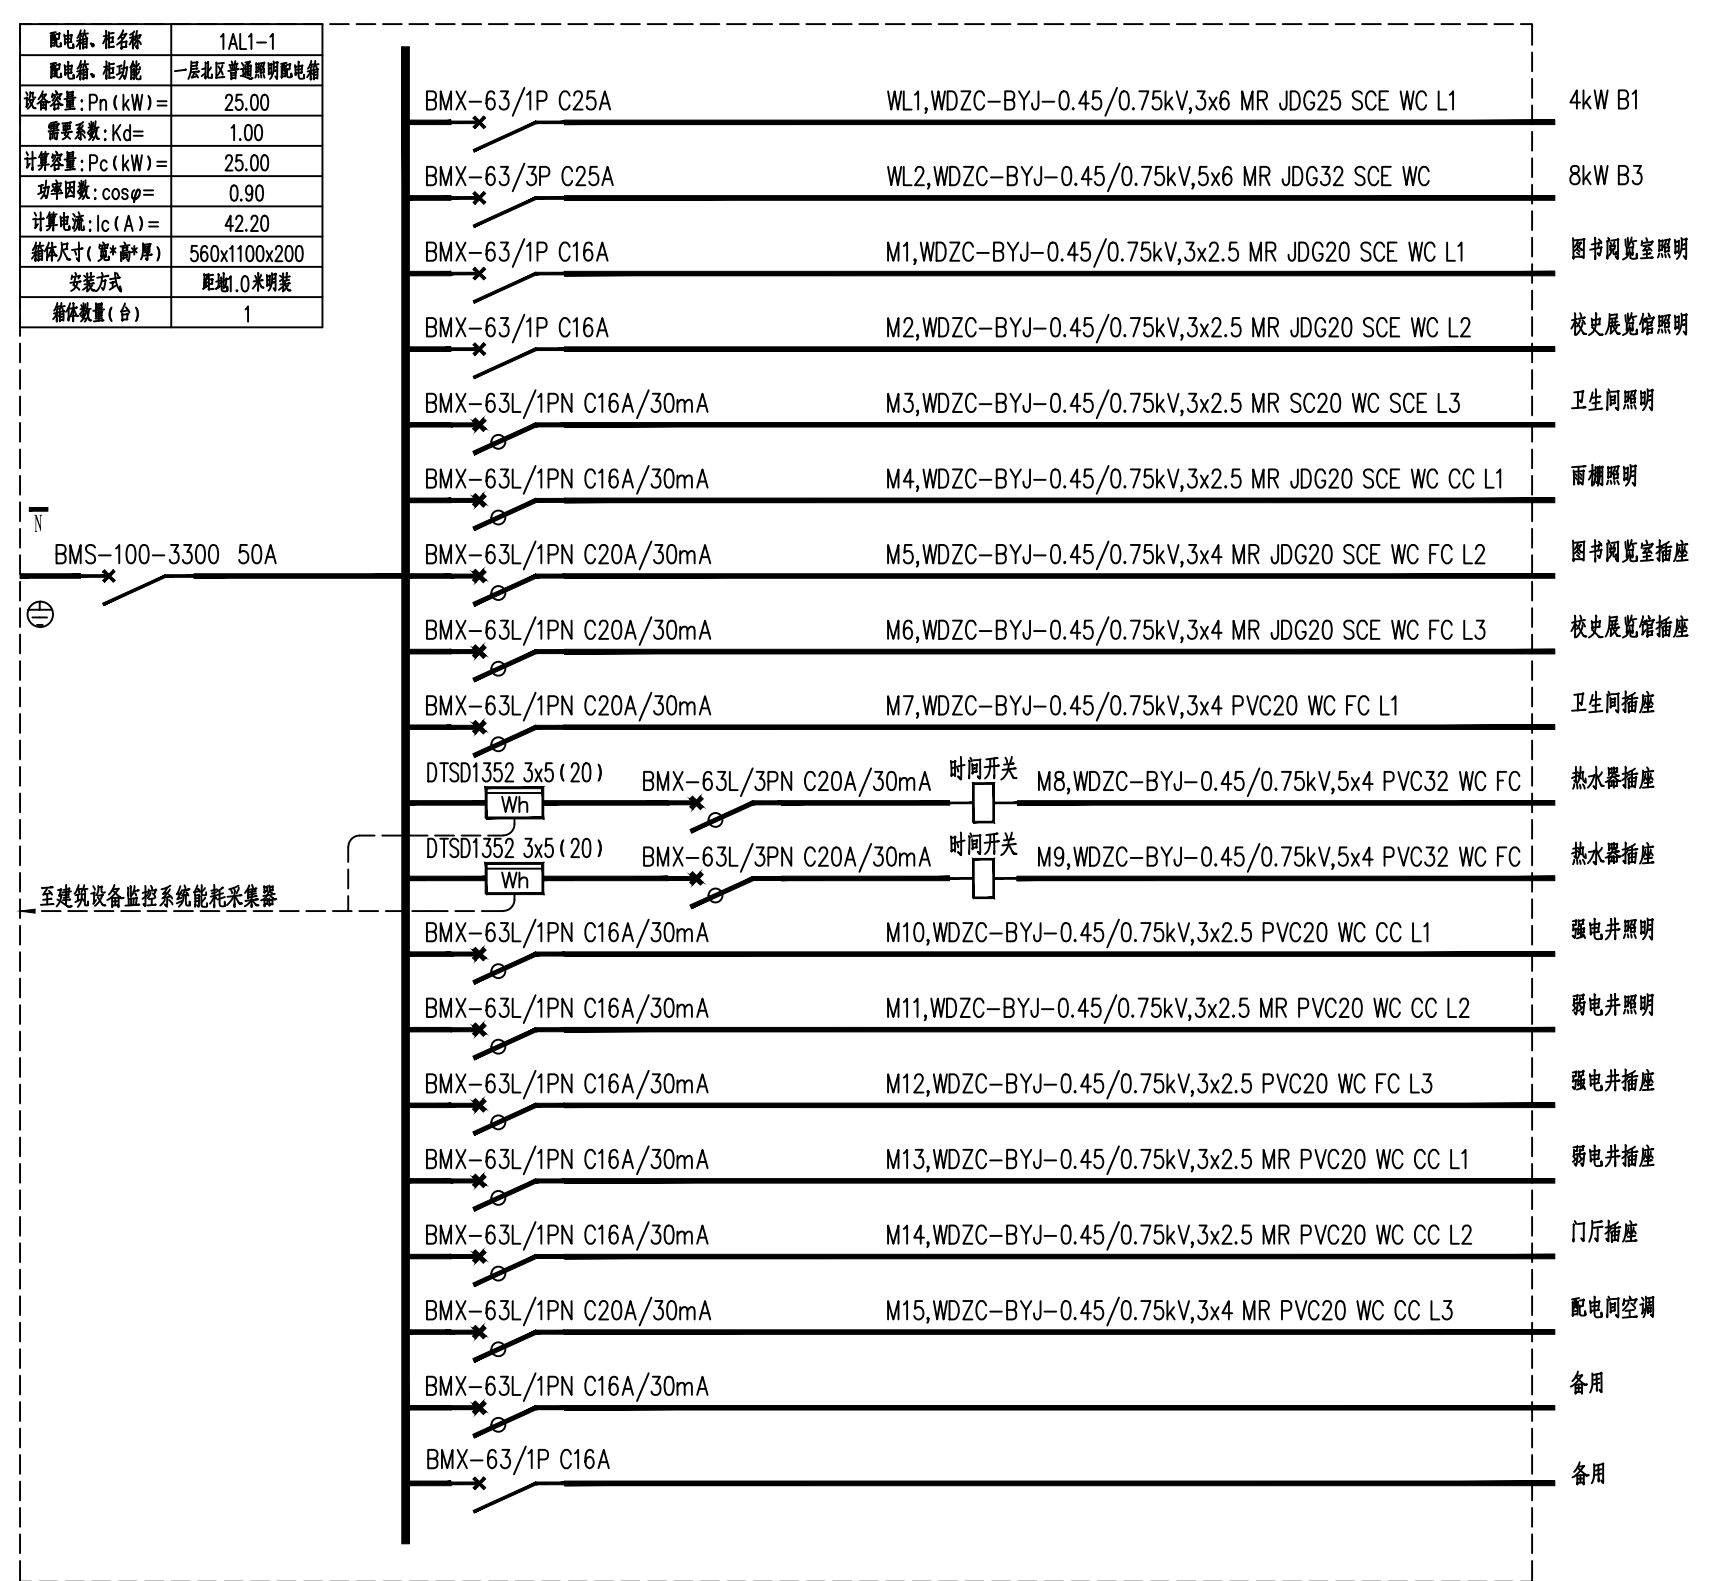 配电箱、柜名称 1AL1-1
配电箱、柜功能 一层北区普通照明配电箱
设备容量:Pn(kW)= 25.00
需要系数:Kd= 1.00
计算容量:Pc(kW)= 25.00
功率因数:cosφ= 0.90
计算电流:Ic(A)= 42.20
箱体尺寸(宽*高*厚) 560x1100x200
安装方式 距地1.0米明装
箱体数量(台) 1
N
BMS-100-3300 50A
至建筑设备监控系统能耗采集器
BMX-63/1P C25A WL1,WDZC-BYJ-0.45/0.75kV,3x6 MR JDG25 SCE WC L1 4kW B1
BMX-63/3P C25A WL2,WDZC-BYJ-0.45/0.75kV,5x6 MR JDG32 SCE WC 8kW B3
BMX-63/1P C16A M1,WDZC-BYJ-0.45/0.75kV,3x2.5 MR JDG20 SCE WC L1 图书阅览室照明
BMX-63/1P C16A M2,WDZC-BYJ-0.45/0.75kV,3x2.5 MR JDG20 SCE WC L2 校史展览馆照明
BMX-63L/1PN C16A/30mA M3,WDZC-BYJ-0.45/0.75kV,3x2.5 MR SC20 WC SCE L3 卫生间照明
BMX-63L/1PN C16A/30mA M4,WDZC-BYJ-0.45/0.75kV,3x2.5 MR JDG20 SCE WC CC L1 雨棚照明
BMX-63L/1PN C20A/30mA M5,WDZC-BYJ-0.45/0.75kV,3x4 MR JDG20 SCE WC FC L2 图书阅览室插座
BMX-63L/1PN C20A/30mA M6,WDZC-BYJ-0.45/0.75kV,3x4 MR JDG20 SCE WC FC L3 校史展览馆插座
BMX-63L/1PN C20A/30mA M7,WDZC-BYJ-0.45/0.75kV,3x4 PVC20 WC FC L1 卫生间插座
DTSD1352 3x5(20) BMX-63L/3PN C20A/30mA 时间开关 M8,WDZC-BYJ-0.45/0.75kV,5x4 PVC32 WC FC 热水器插座
Wh
DTSD1352 3x5(20) BMX-63L/3PN C20A/30mA 时间开关 M9,WDZC-BYJ-0.45/0.75kV,5x4 PVC32 WC FC 热水器插座
Wh
BMX-63L/1PN C16A/30mA M10,WDZC-BYJ-0.45/0.75kV,3x2.5 PVC20 WC CC L1 强电井照明
BMX-63L/1PN C16A/30mA M11,WDZC-BYJ-0.45/0.75kV,3x2.5 MR PVC20 WC CC L2 弱电井照明
BMX-63L/1PN C16A/30mA M12,WDZC-BYJ-0.45/0.75kV,3x2.5 PVC20 WC FC L3 强电井插座
BMX-63L/1PN C16A/30mA M13,WDZC-BYJ-0.45/0.75kV,3x2.5 MR PVC20 WC CC L1 弱电井插座
BMX-63L/1PN C16A/30mA M14,WDZC-BYJ-0.45/0.75kV,3x2.5 MR PVC20 WC CC L2 门厅插座
BMX-63L/1PN C20A/30mA M15,WDZC-BYJ-0.45/0.75kV,3x4 MR PVC20 WC CC L3 配电间空调
BMX-63L/1PN C16A/30mA 备用
BMX-63/1P C16A 备用